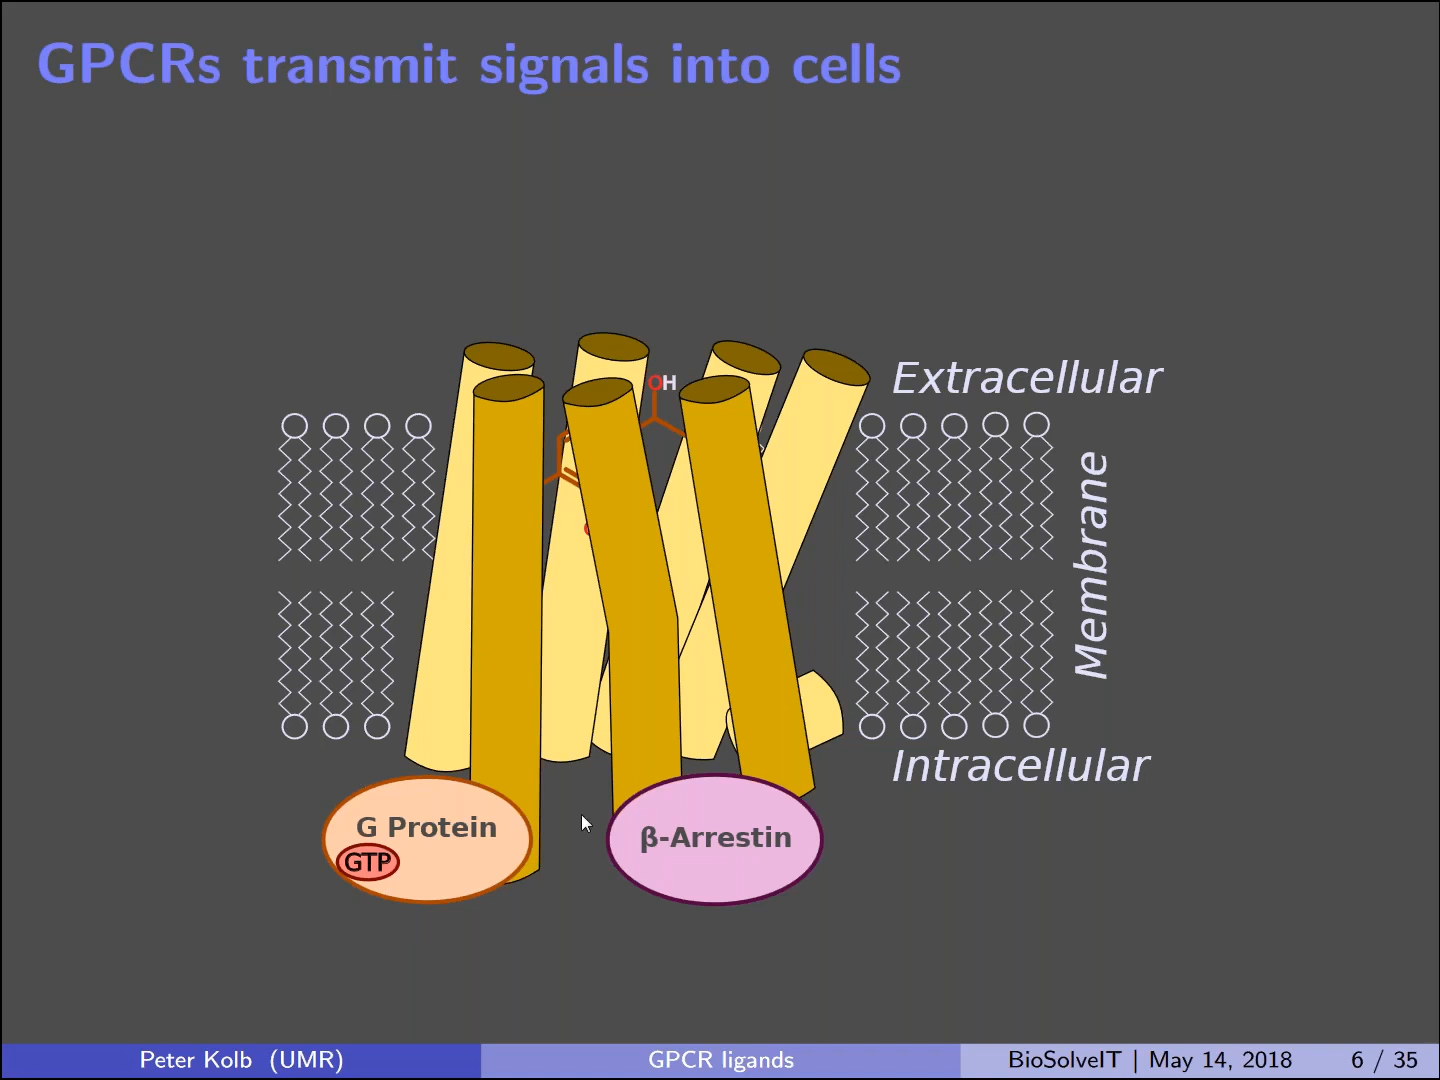 GPCRs transmit signals into cells
OH
Extracellular
Membrane
Intracellular
G Protein
GTP
β-Arrestin
Peter Kolb (UMR)
GPCR ligands
BioSolveIT | May 14, 2018
6 / 35